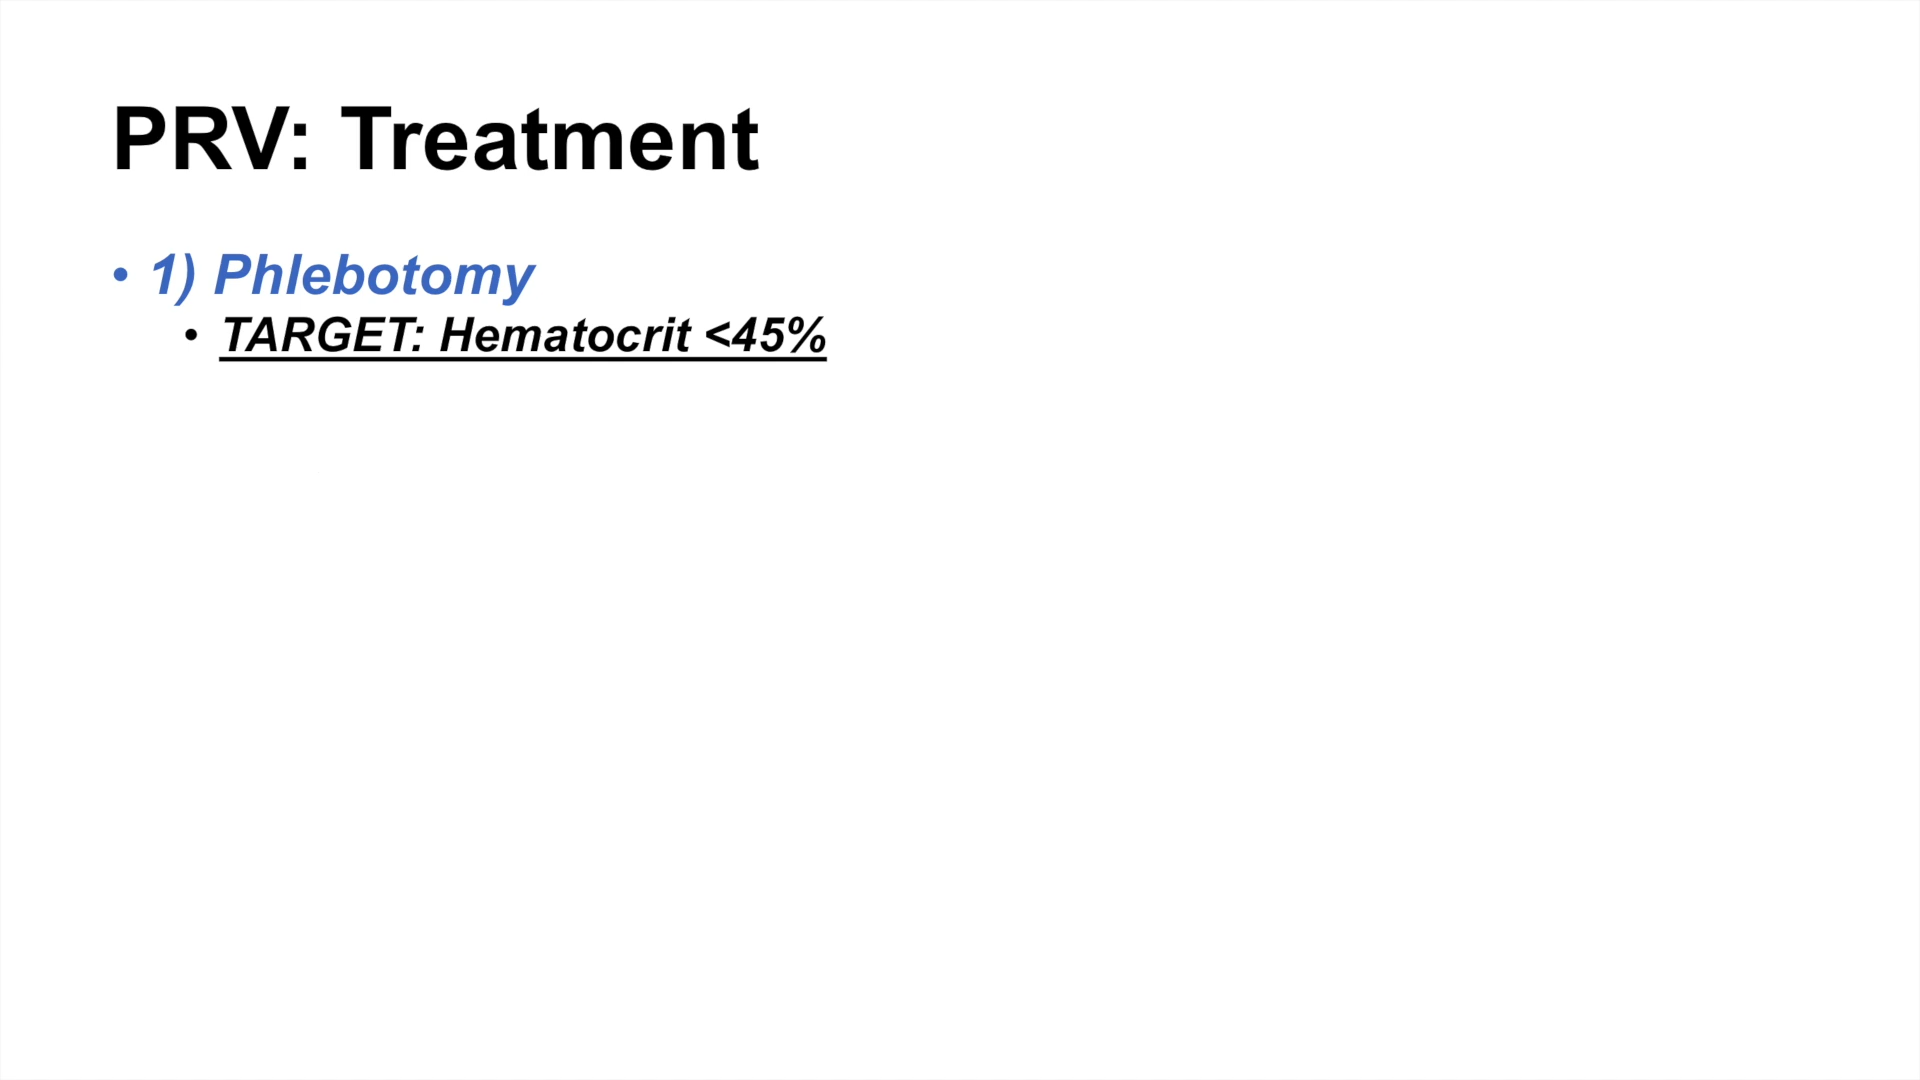 PRV: Treatment
• 1) Phlebotomy
• TARGET: Hematocrit <45%